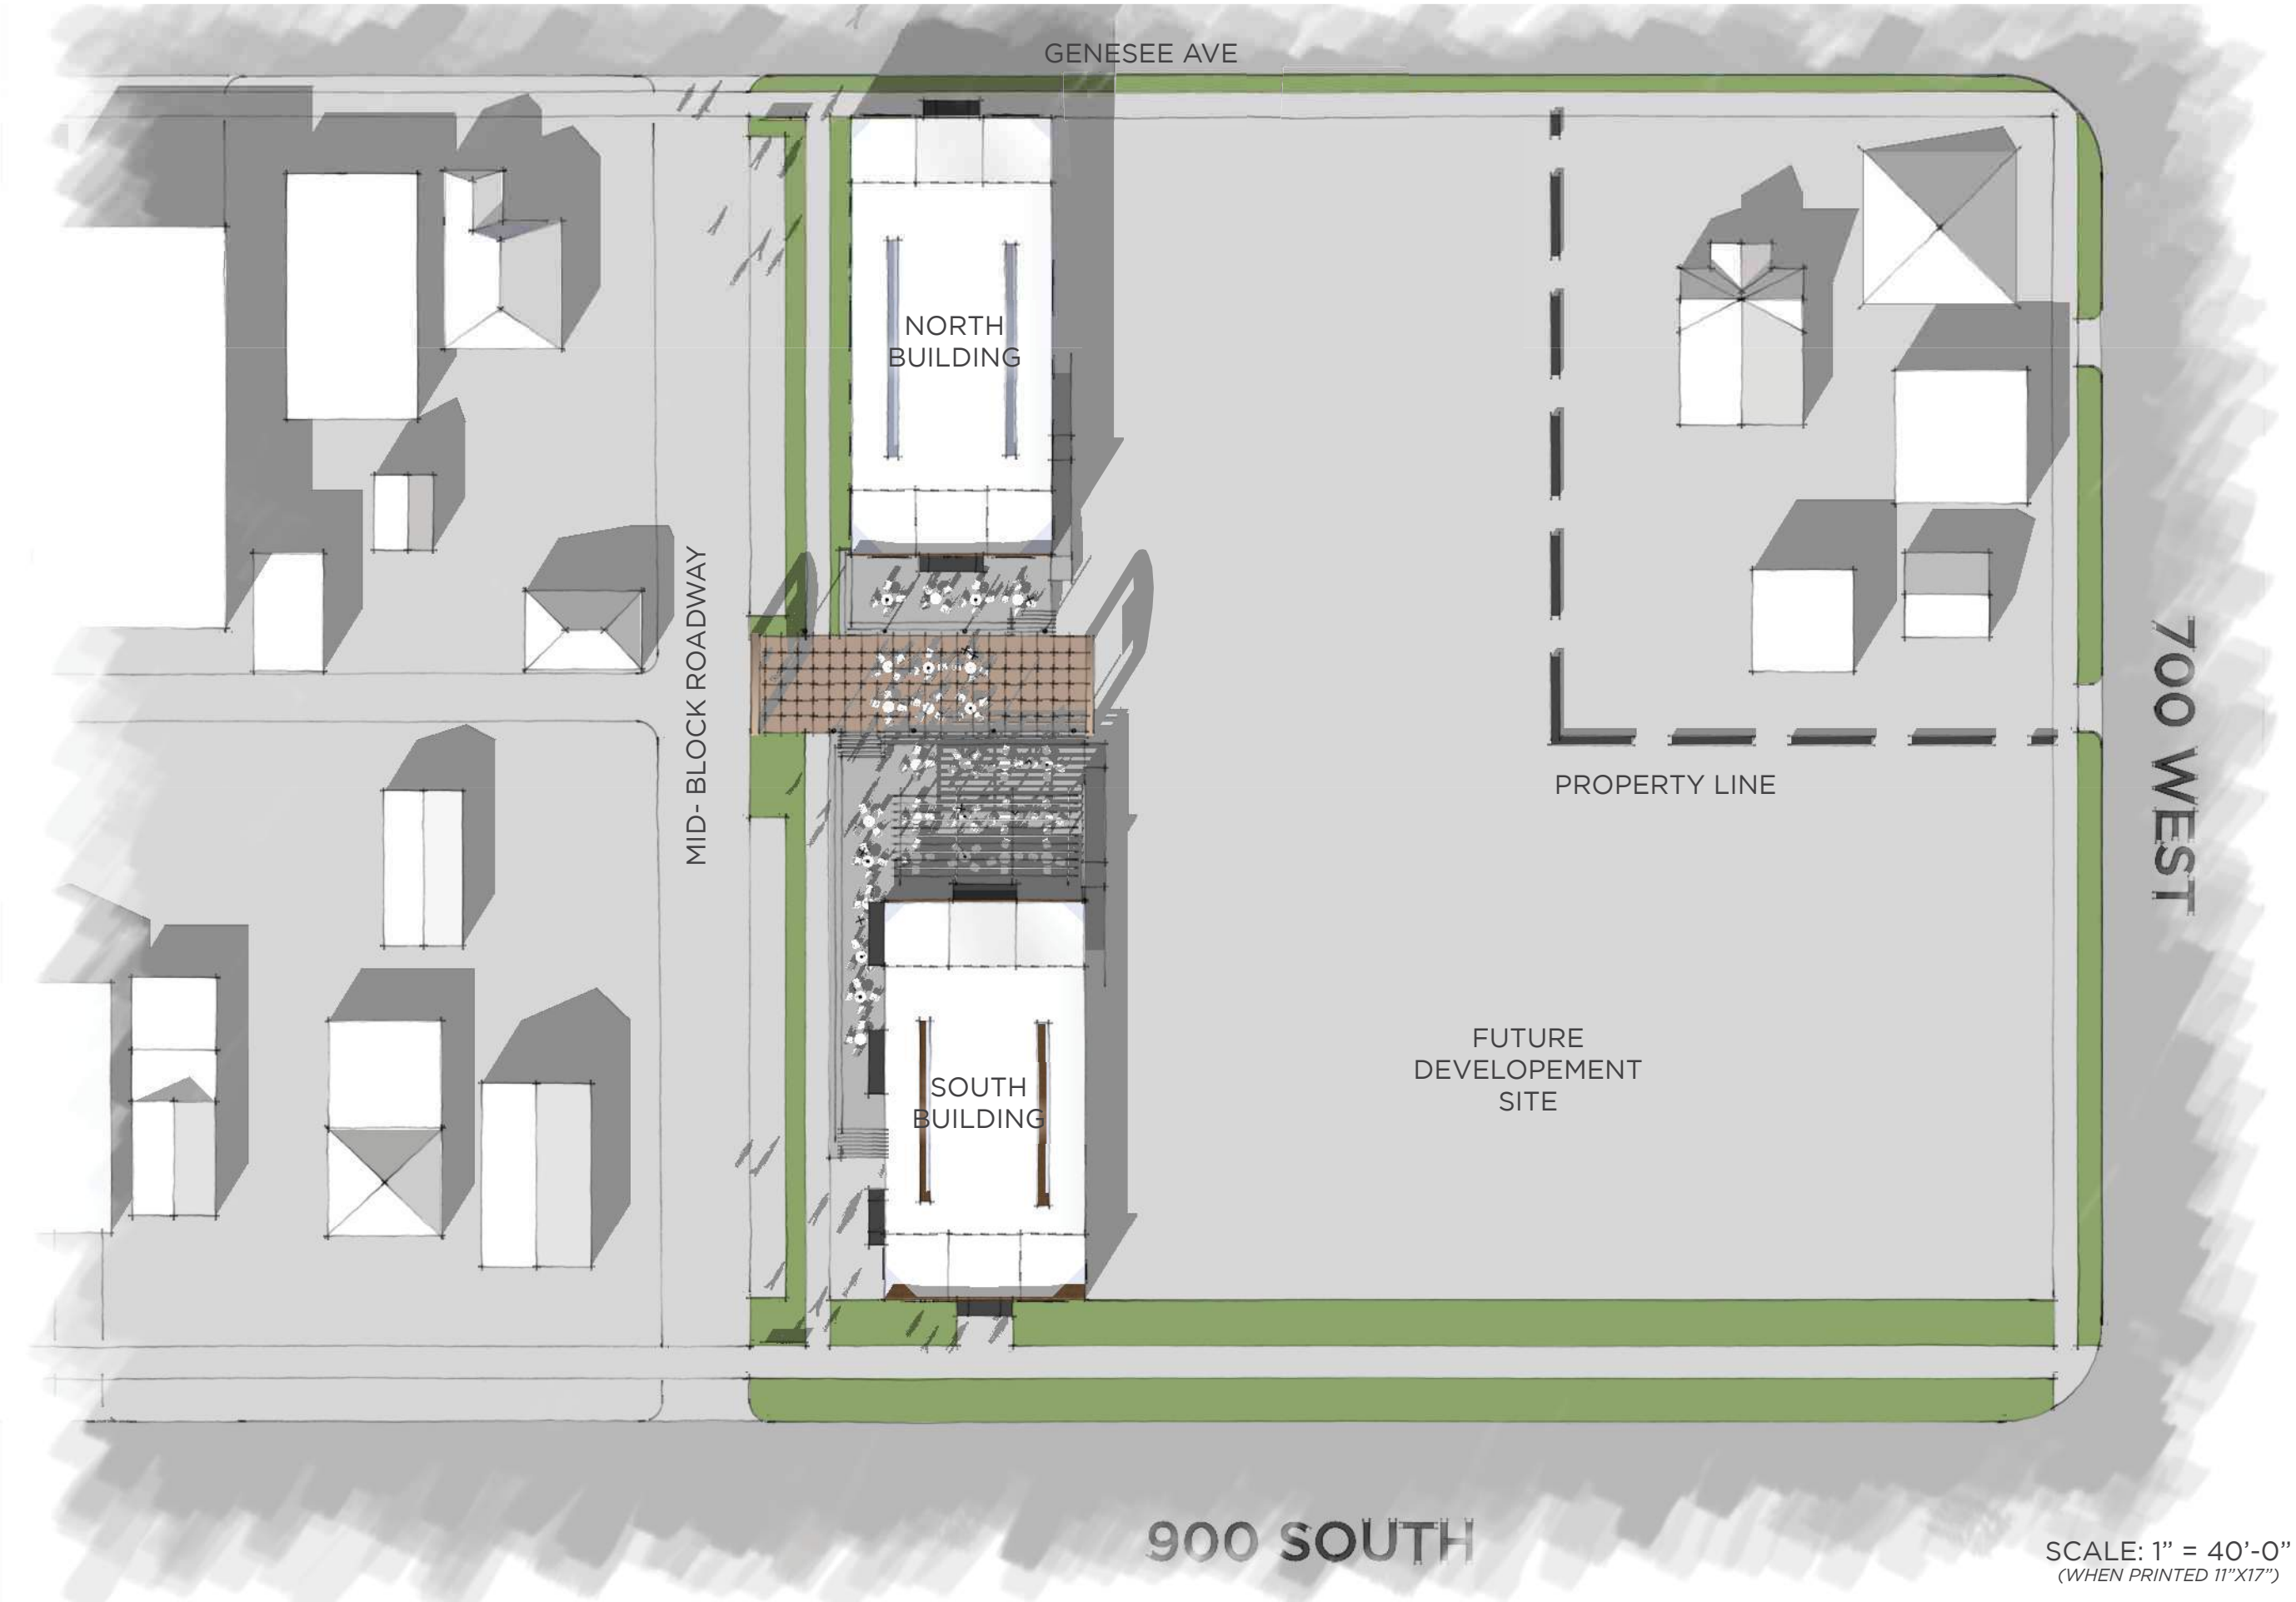 GENESEE AVE
NORTH
BUILDING
MID- BLOCK ROADWAY
700 WEST
PROPERTY LINE
FUTURE
DEVELOPEMENT
SITE
SOUTH
BUILDING
900 SOUTH
SCALE: 1” = 40’-0”
(WHEN PRINTED 11”X17”)